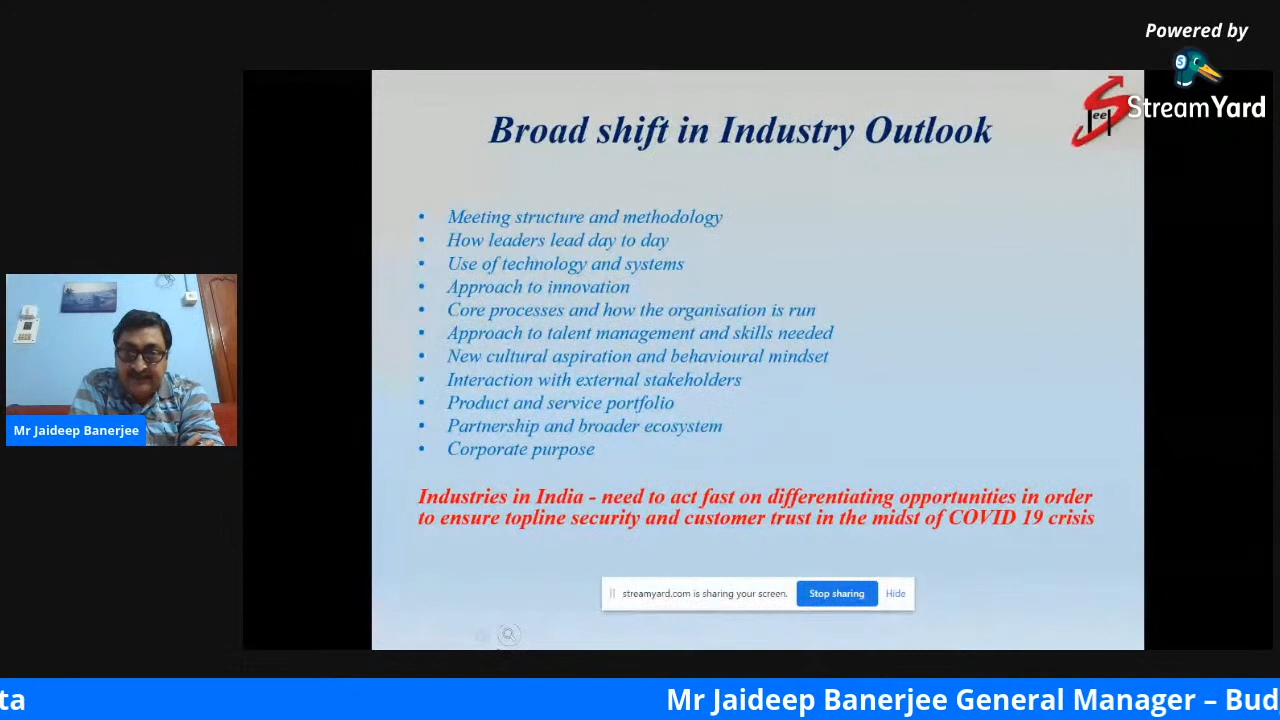 Powered by
StreamYard
Jeel
Broad shift in Industry Outlook
• Meeting structure and methodology
• How leaders lead day to day
• Use of technology and systems
• Approach to innovation
• Core processes and how the organisation is run
• Approach to talent management and skills needed
• New cultural aspiration and behavioural mindset
• Interaction with external stakeholders
• Product and service portfolio
• Partnership and broader ecosystem
• Corporate purpose
Industries in India - need to act fast on differentiating opportunities in order
to ensure topline security and customer trust in the midst of COVID 19 crisis
streamyard.com is sharing your screen. Stop sharing Hide
Mr Jaideep Banerjee
ta Mr Jaideep Banerjee General Manager – Bud